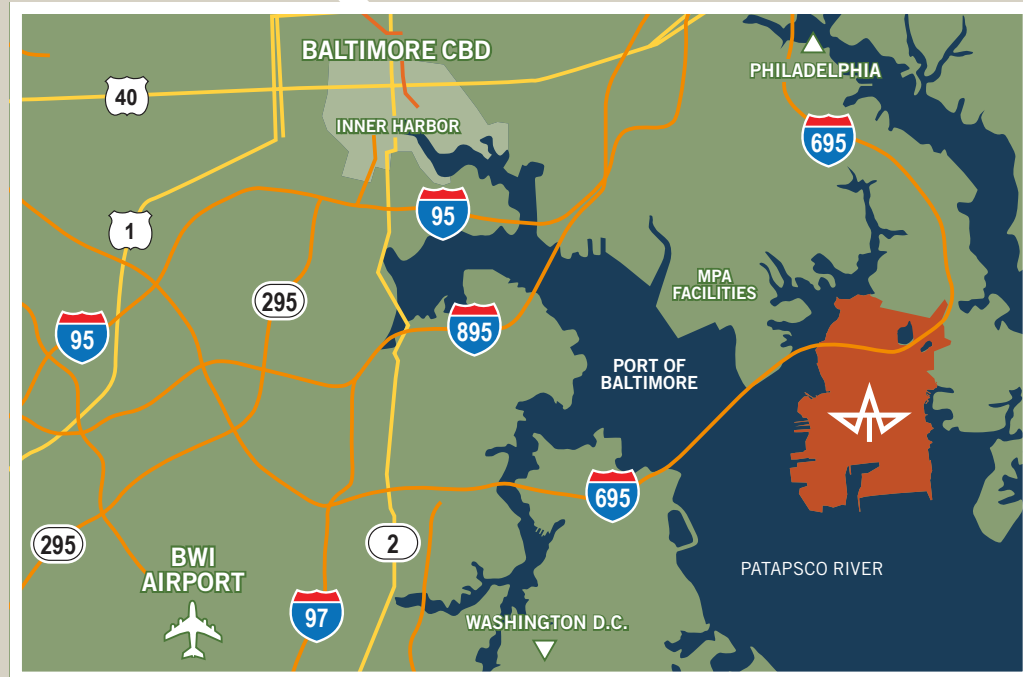 BALTIMORE CBD
PHILADELPHIA
40
INNER HARBOR
695
95
1
MPA
FACILITIES
295
895
95
PORT OF
BALTIMORE
695
295
2
BWI
AIRPORT
PATAPSCO RIVER
97
WASHINGTON D.C.